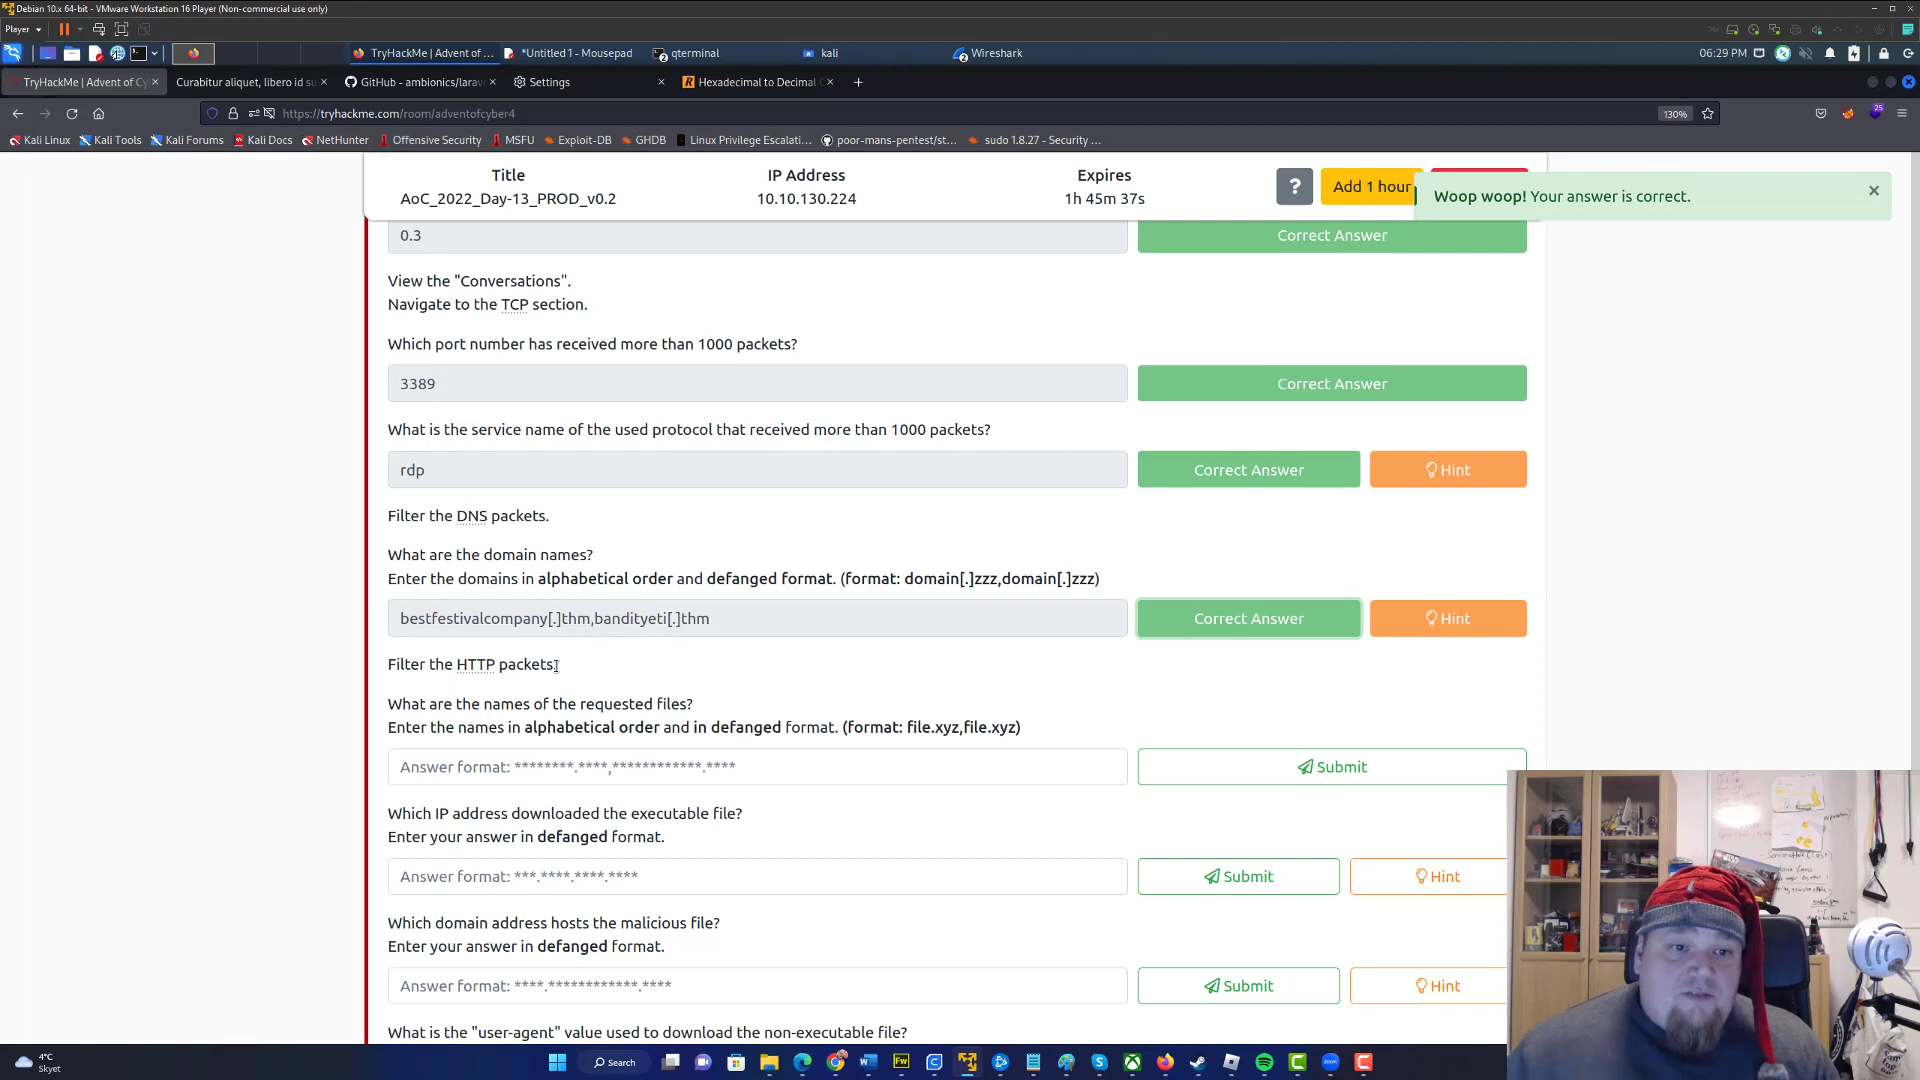 Debian 10.x 64-bit - VMware Workstation 16 Player (Non-commercial use only)
Player
TryHackMe | Advent of ...
*Untitled 1 - Mousepad
qterminal
kali
Wireshark
06:29 PM
TryHackMe | Advent of Cy
Curabitur aliquet, libero id su
GitHub - ambionics/larave
Settings
Hexadecimal to Decimal C
https://tryhackme.com/room/adventofcyber4
130%
25
Kali Linux
Kali Tools
Kali Forums
Kali Docs
NetHunter
Offensive Security
MSFU
Exploit-DB
GHDB
Linux Privilege Escalati...
poor-mans-pentest/st...
sudo 1.8.27 - Security ...
Title
IP Address
Expires
AoC_2022_Day-13_PROD_v0.2
10.10.130.224
1h 45m 37s
?
Add 1 hour
Woop woop! Your answer is correct.
0.3
Correct Answer
View the "Conversations".
Navigate to the TCP section.
Which port number has received more than 1000 packets?
3389
Correct Answer
What is the service name of the used protocol that received more than 1000 packets?
rdp
Correct Answer
Hint
Filter the DNS packets.
What are the domain names?
Enter the domains in alphabetical order and defanged format. (format: domain[.]zzz,domain[.]zzz)
bestfestivalcompany[.]thm,bandityeti[.]thm
Correct Answer
Hint
Filter the HTTP packets.
What are the names of the requested files?
Enter the names in alphabetical order and in defanged format. (format: file.xyz,file.xyz)
Answer format: ********.****,************.****
Submit
Which IP address downloaded the executable file?
Enter your answer in defanged format.
Answer format: ***.****.****.****
Submit
Hint
Which domain address hosts the malicious file?
Enter your answer in defanged format.
Answer format: ****.************.****
Submit
Hint
What is the "user-agent" value used to download the non-executable file?
4°C
Skyet
Search